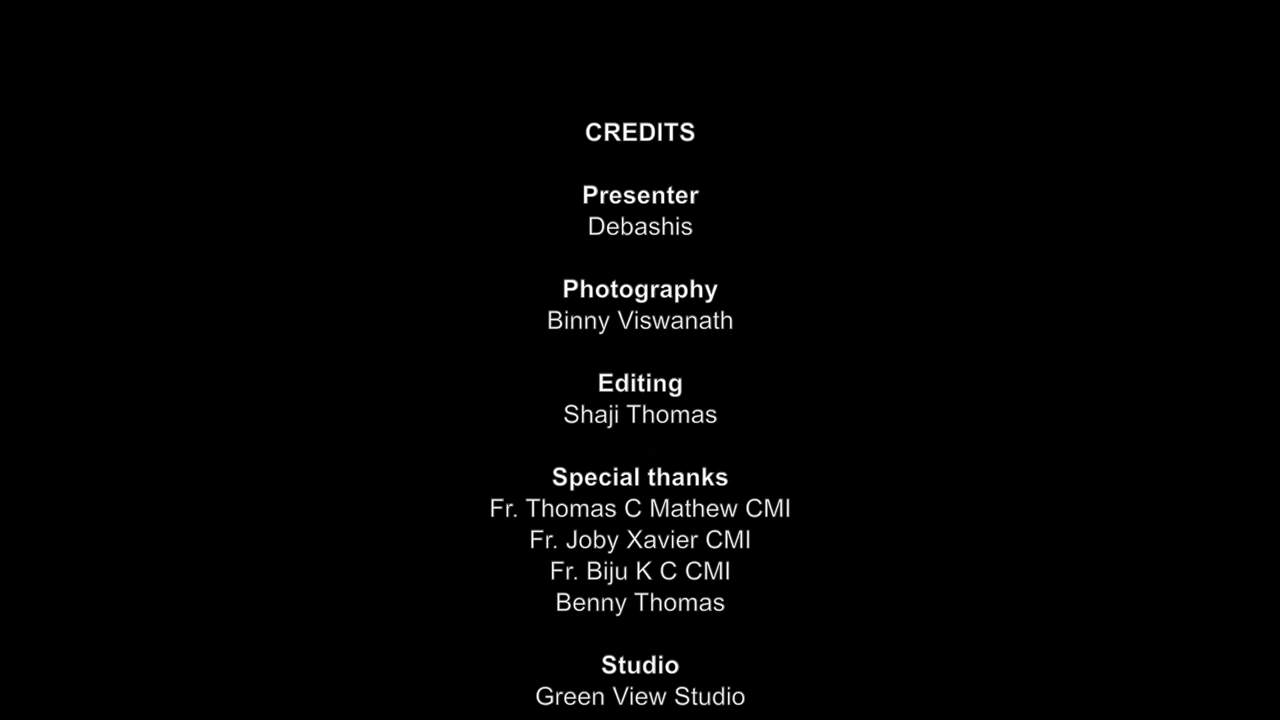 CREDITS
Presenter
Debashis
Photography
Binny Viswanath
Editing
Shaji Thomas
Special thanks
Fr. Thomas C Mathew CMI
Fr. Joby Xavier CMI
Fr. Biju K C CMI
Benny Thomas
Studio
Green View Studio